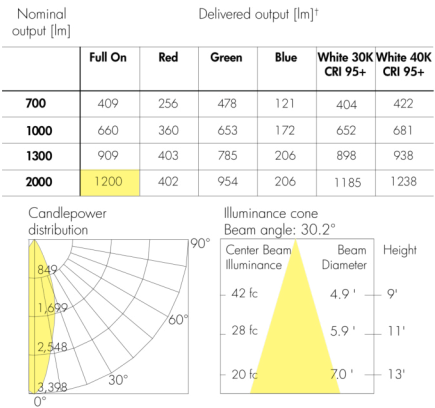 Nominal output [lm] Delivered output [lm]†
Full On Red Green Blue White 30K CRI 95+ White 40K CRI 95+
700 409 256 478 121 404 422
1000 660 360 653 172 652 681
1300 909 403 785 206 898 938
2000 1200 402 954 206 1185 1238
Candlepower distribution
849
1,699
2,548
3,398
0°
30°
60°
90°
Illuminance cone
Beam angle: 30.2°
Center Beam Illuminance Beam Diameter Height
42 fc 4.9 ' 9'
28 fc 5.9 ' 11'
20 fc 7.0 ' 13'